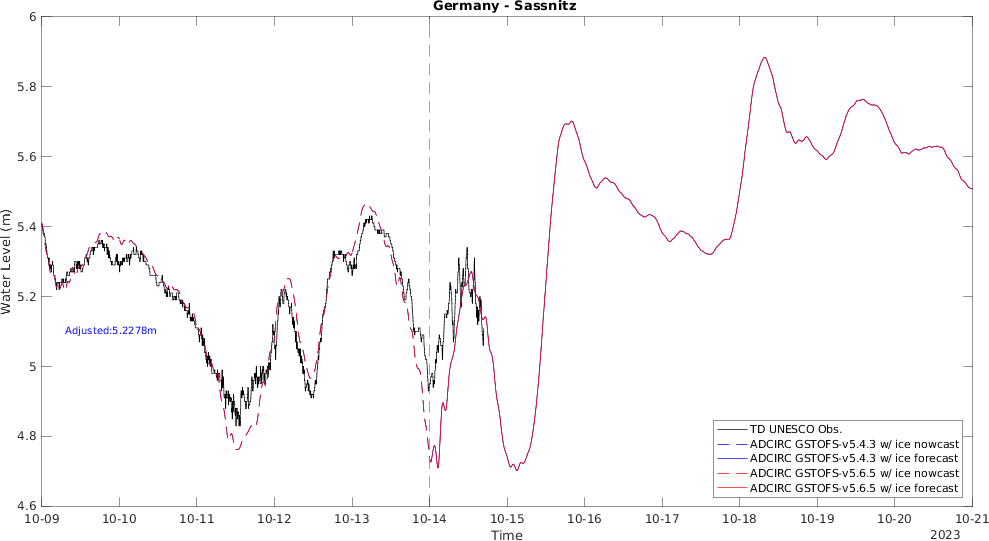 Germany - Sassnitz
6
5.8
5.6
5.4
5.2
5
4.8
4.6
Water Level (m)
Adjusted:5.2278m
TD UNESCO Obs.
ADCIRC GSTOFS-v5.4.3 w/ ice nowcast
ADCIRC GSTOFS-v5.4.3 w/ ice forecast
ADCIRC GSTOFS-v5.6.5 w/ ice nowcast
ADCIRC GSTOFS-v5.6.5 w/ ice forecast
10-09 10-10 10-11 10-12 10-13 10-14 10-15 10-16 10-17 10-18 10-19 10-20 10-21
Time
2023